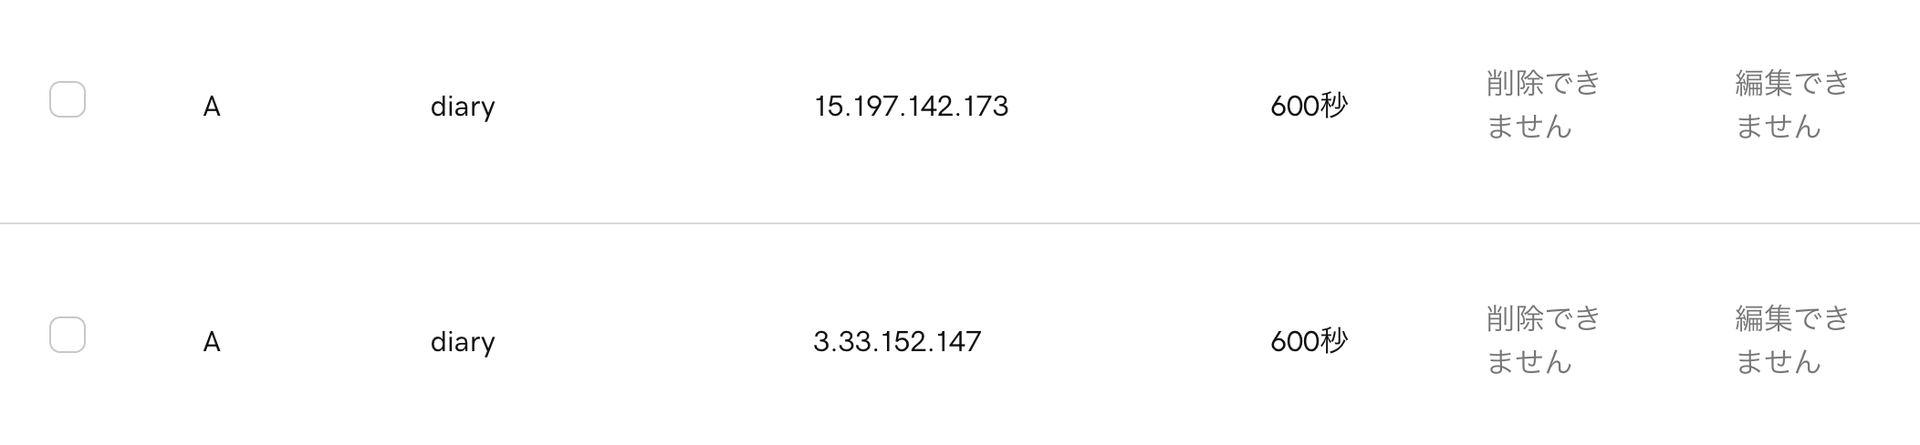 A diary 15.197.142.173 600秒 削除でき 編集でき
ません ません
A diary 3.33.152.147 600秒 削除でき 編集でき
ません ません